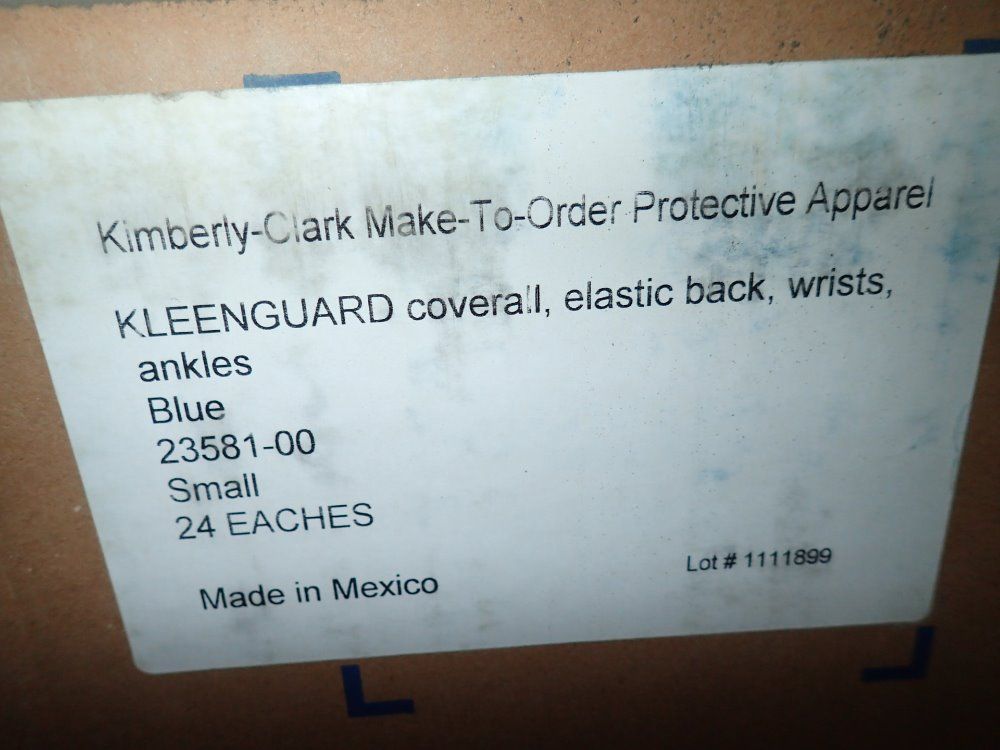 Kimberly-Clark Make-To-Order Protective Apparel
KLEENGUARD coverall, elastic back, wrists,
ankles
Blue
23581-00
Small
24 EACHES
Made in Mexico
Lot # 1111899